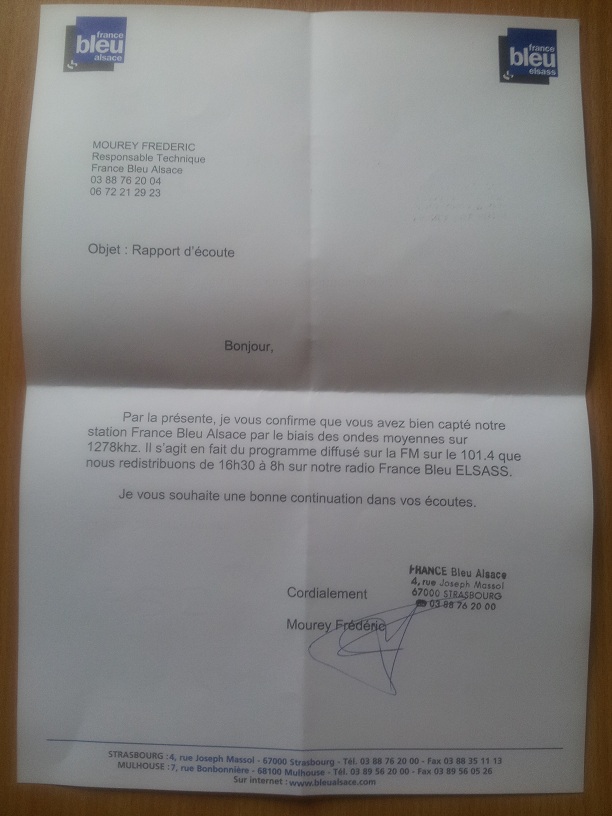 france
bleu
alsace
france
bleu
elsass
MOUREY FREDERIC
Responsable Technique
France Bleu Alsace
03 88 76 20 04
06 72 21 29 23
Objet : Rapport d'écoute
Bonjour,
Par la présente, je vous confirme que vous avez bien capté notre
station France Bleu Alsace par le biais des ondes moyennes sur
1278khz. Il s'agit en fait du programme diffusé sur la FM sur le 101.4 que
nous redistribuons de 16h30 à 8h sur notre radio France Bleu ELSASS.
Je vous souhaite une bonne continuation dans vos écoutes.
FRANCE Bleu Alsace
4, rue Joseph Massol
67000 STRASBOURG
☎ 03 88 76 20 00
Cordialement
Mourey Frédéric
STRASBOURG : 4, rue Joseph Massol - 67000 Strasbourg - Tél. 03 88 76 20 00 - Fax 03 88 35 11 13
MULHOUSE : 7, rue Bonbonnière - 68100 Mulhouse - Tél. 03 89 56 20 00 - Fax 03 89 56 05 26
Sur internet : www.bleualsace.com